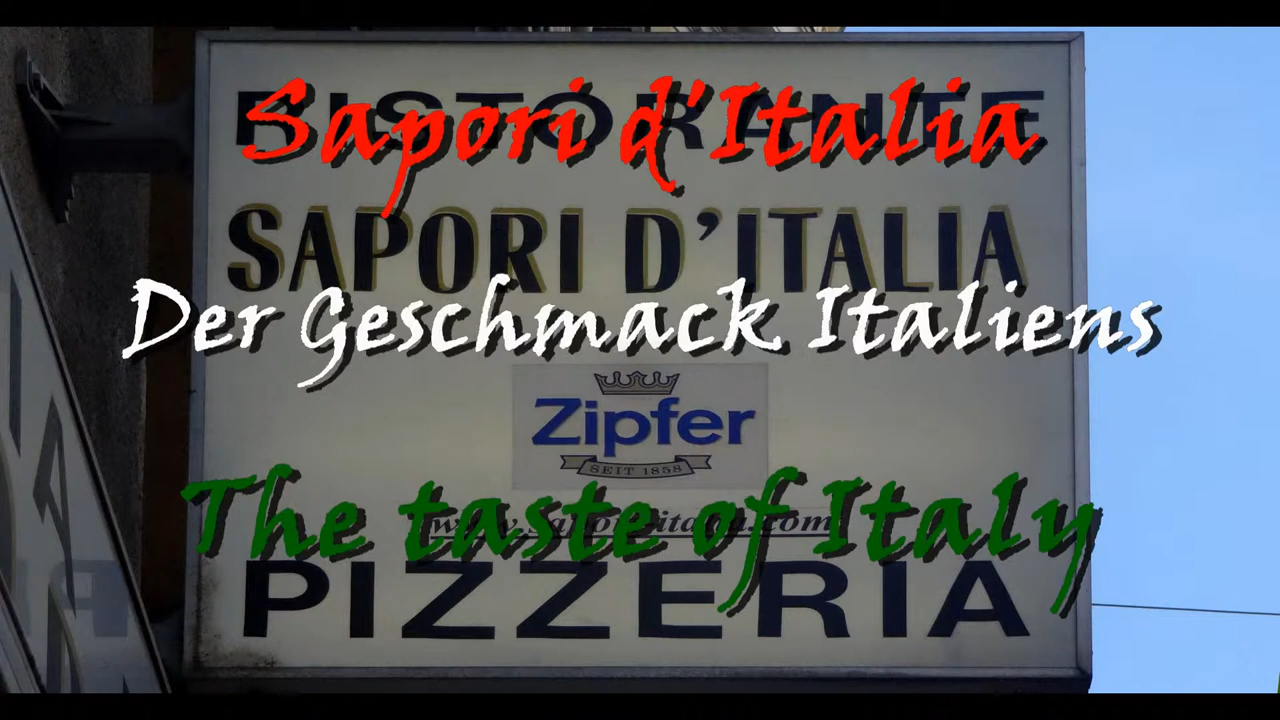 RISTORANTE
Sapori d'Italia
SAPORI D'ITALIA
Der Geschmack Italiens
Zipfer
SEIT 1858
The taste of Italy
PIZZERIA